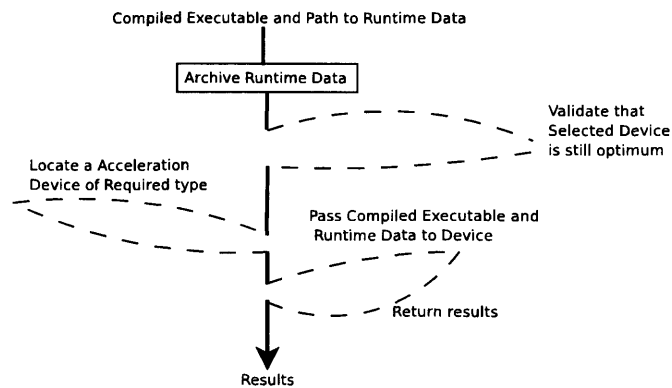 Compiled Executable and Path to Runtime Data
Archive Runtime Data
Validate that
Selected Device
is still optimum
Locate a Acceleration
Device of Required type
Pass Compiled Executable and
Runtime Data to Device
Return results
Results